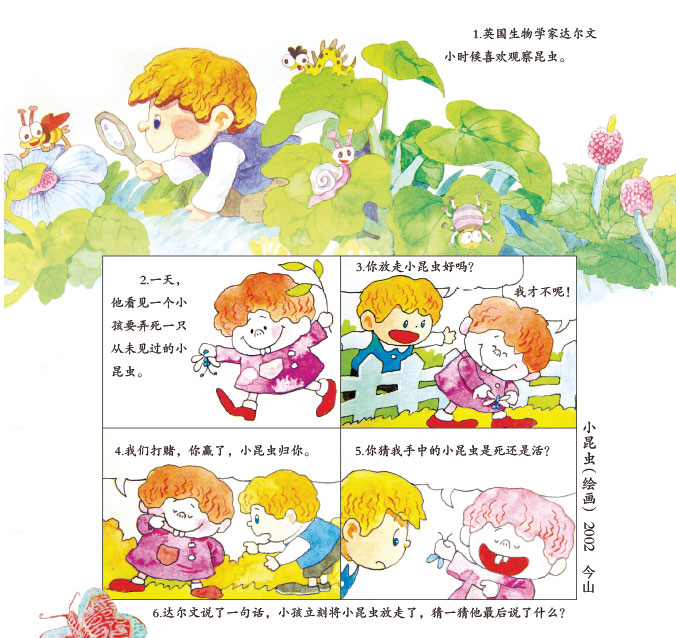 1.英国生物学家达尔文
小时候喜欢观察昆虫。
2.一天，
他看见一个小
孩要弄死一只
从未见过的小
昆虫。
3.你放走小昆虫好吗？
我才不呢！
4.我们打赌，你赢了，小昆虫归你。
5.你猜我手中的小昆虫是死还是活？
小昆虫（绘画） 2002 今山
6.达尔文说了一句话，小孩立刻将小昆虫放走了，猜一猜他最后说了什么？